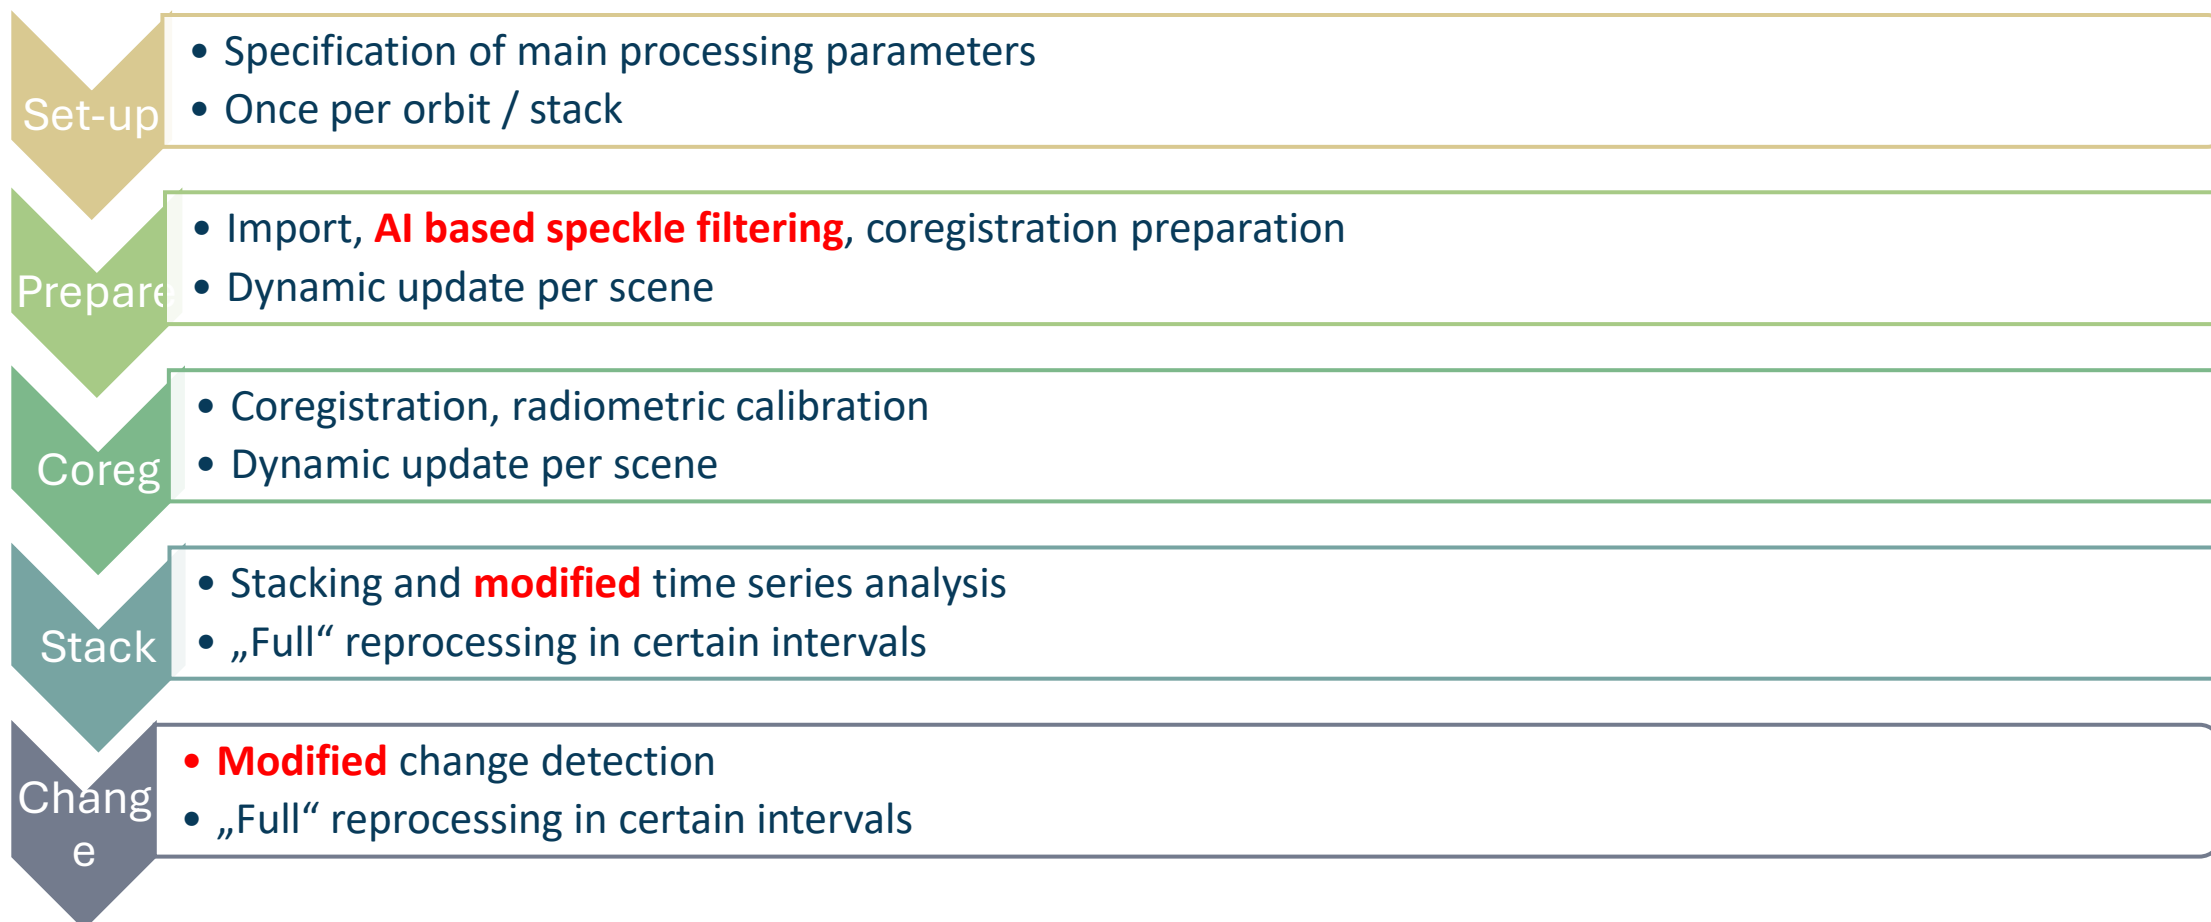 Set-up
• Specification of main processing parameters
• Once per orbit / stack
Prepare
• Import, AI based speckle filtering, coregistration preparation
• Dynamic update per scene
Coreg
• Coregistration, radiometric calibration
• Dynamic update per scene
Stack
• Stacking and modified time series analysis
• „Full“ reprocessing in certain intervals
Chang
e
• Modified change detection
• „Full“ reprocessing in certain intervals